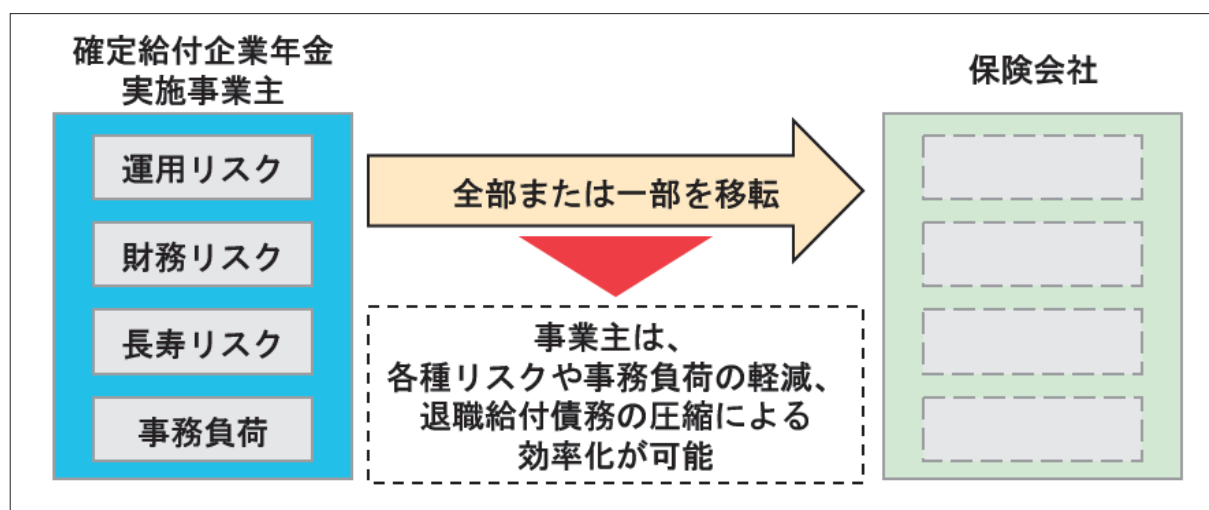 確定給付企業年金
実施事業主
運用リスク
財務リスク
長寿リスク
事務負荷
全部または一部を移転
事業主は、
各種リスクや事務負荷の軽減、
退職給付債務の圧縮による
効率化が可能
保険会社